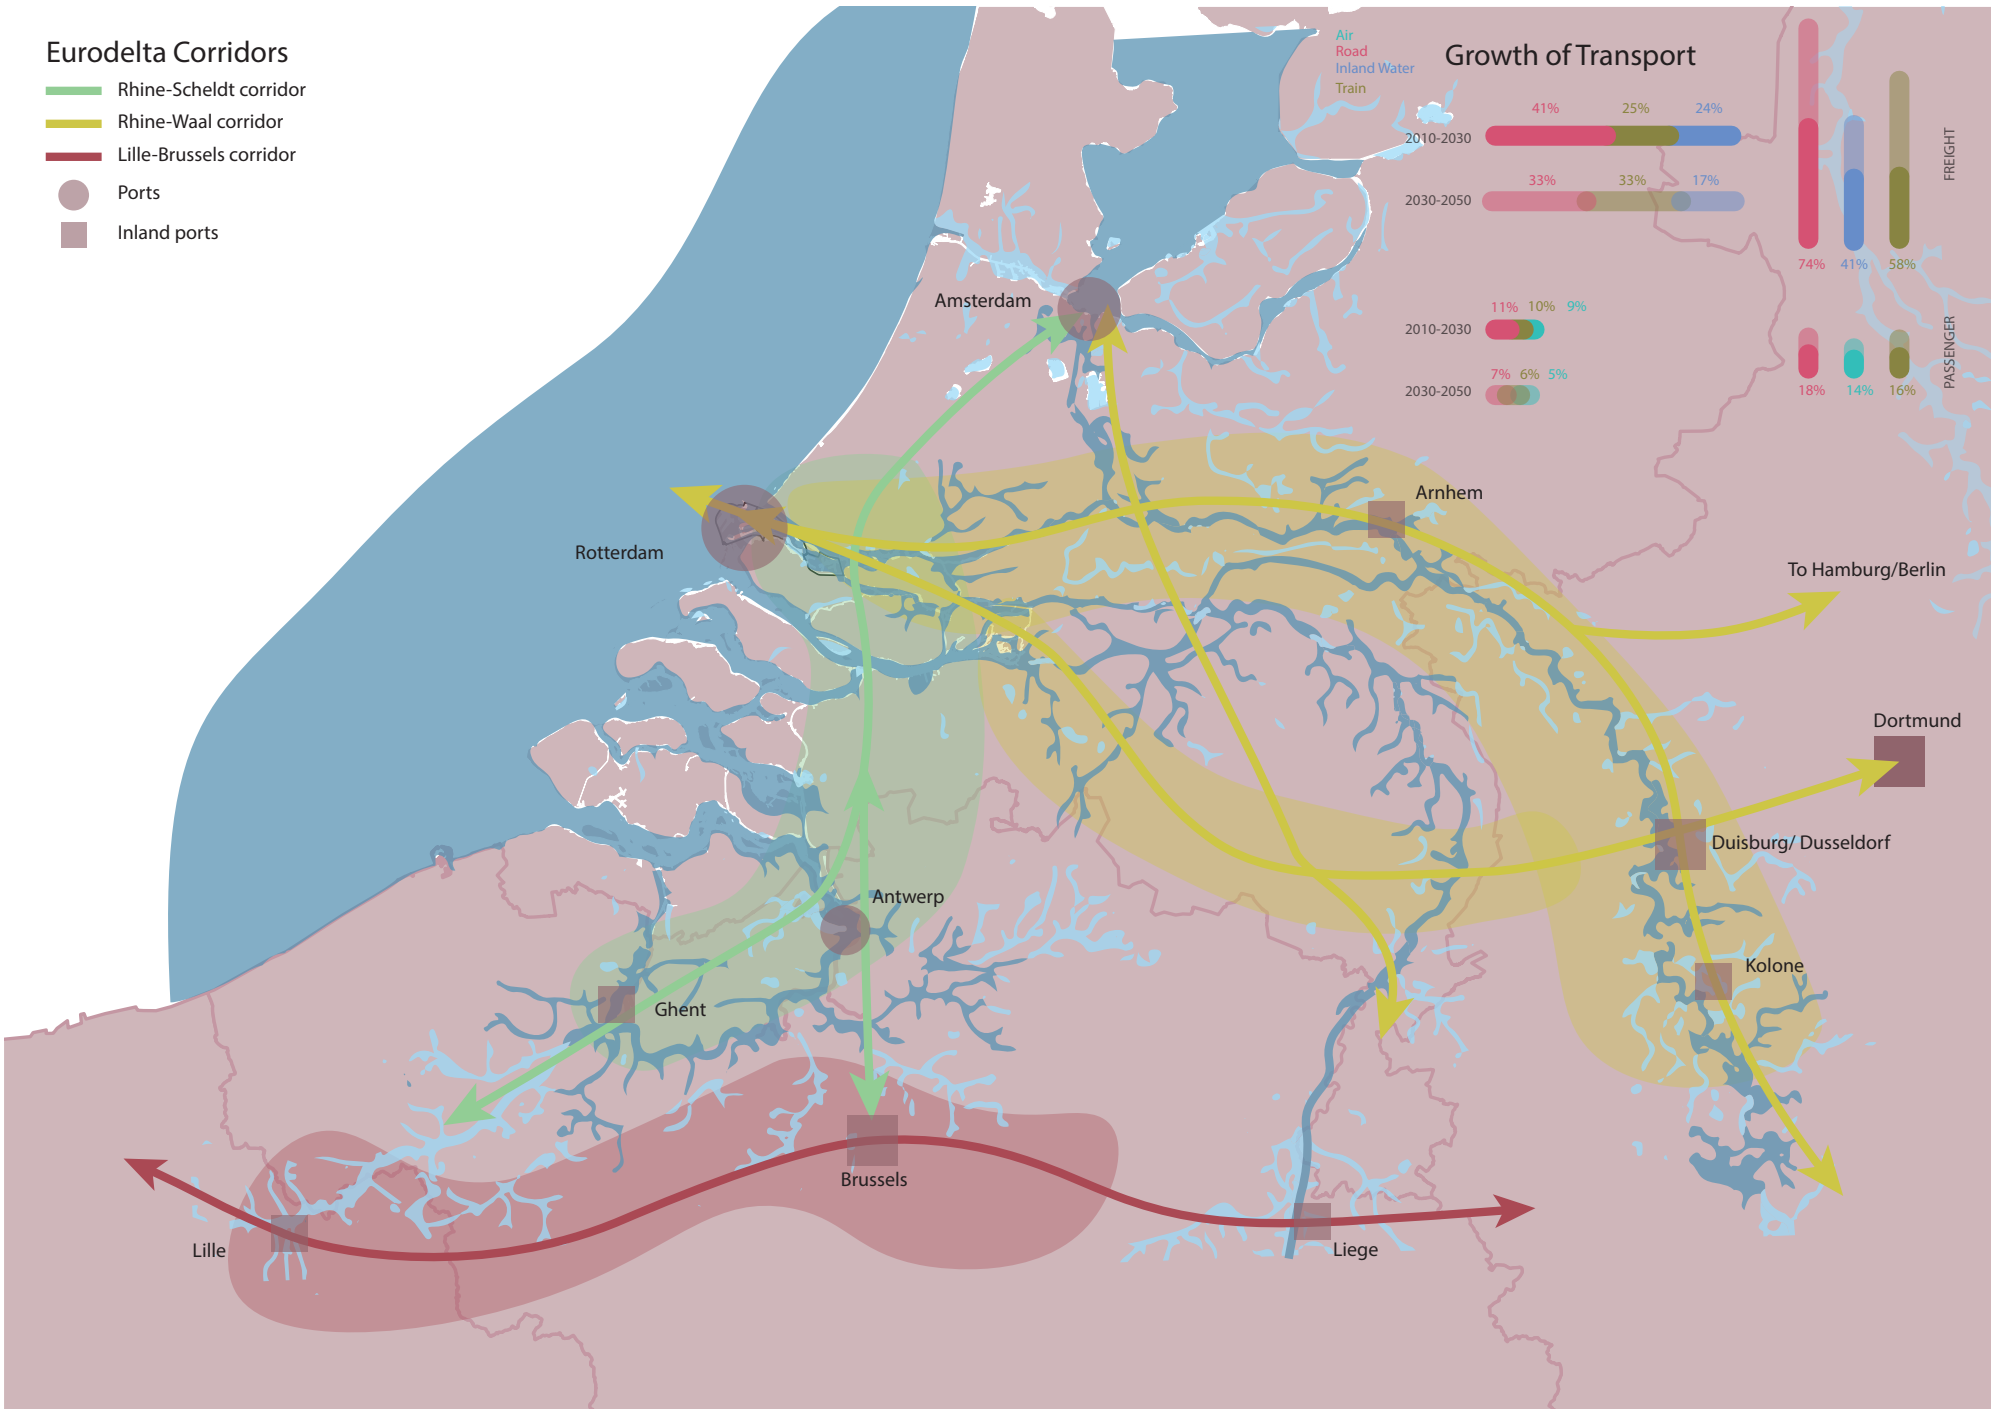 Eurodelta Corridors
Rhine-Scheldt corridor
Rhine-Waal corridor
Lille-Brussels corridor
Ports
Inland ports
Air
Road
Inland Water
Train
Growth of Transport
41% 25% 24%
2010-2030
33% 33% 17%
2030-2050
74% 41% 58%
FREIGHT
11% 10% 9%
2010-2030
7% 6% 5%
2030-2050
18% 14% 16%
PASSENGER
Amsterdam
Arnhem
Rotterdam
To Hamburg/Berlin
Dortmund
Duisburg/ Dusseldorf
Antwerp
Kolone
Ghent
Brussels
Lille
Liege